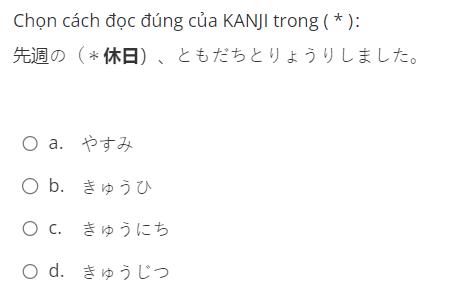 Chọn cách đọc đúng của KANJI trong ( * ):
先週の（＊休日）、ともだちとりょうりしました。
a. やすみ
b. きゅうひ
c. きゅうにち
d. きゅうじつ